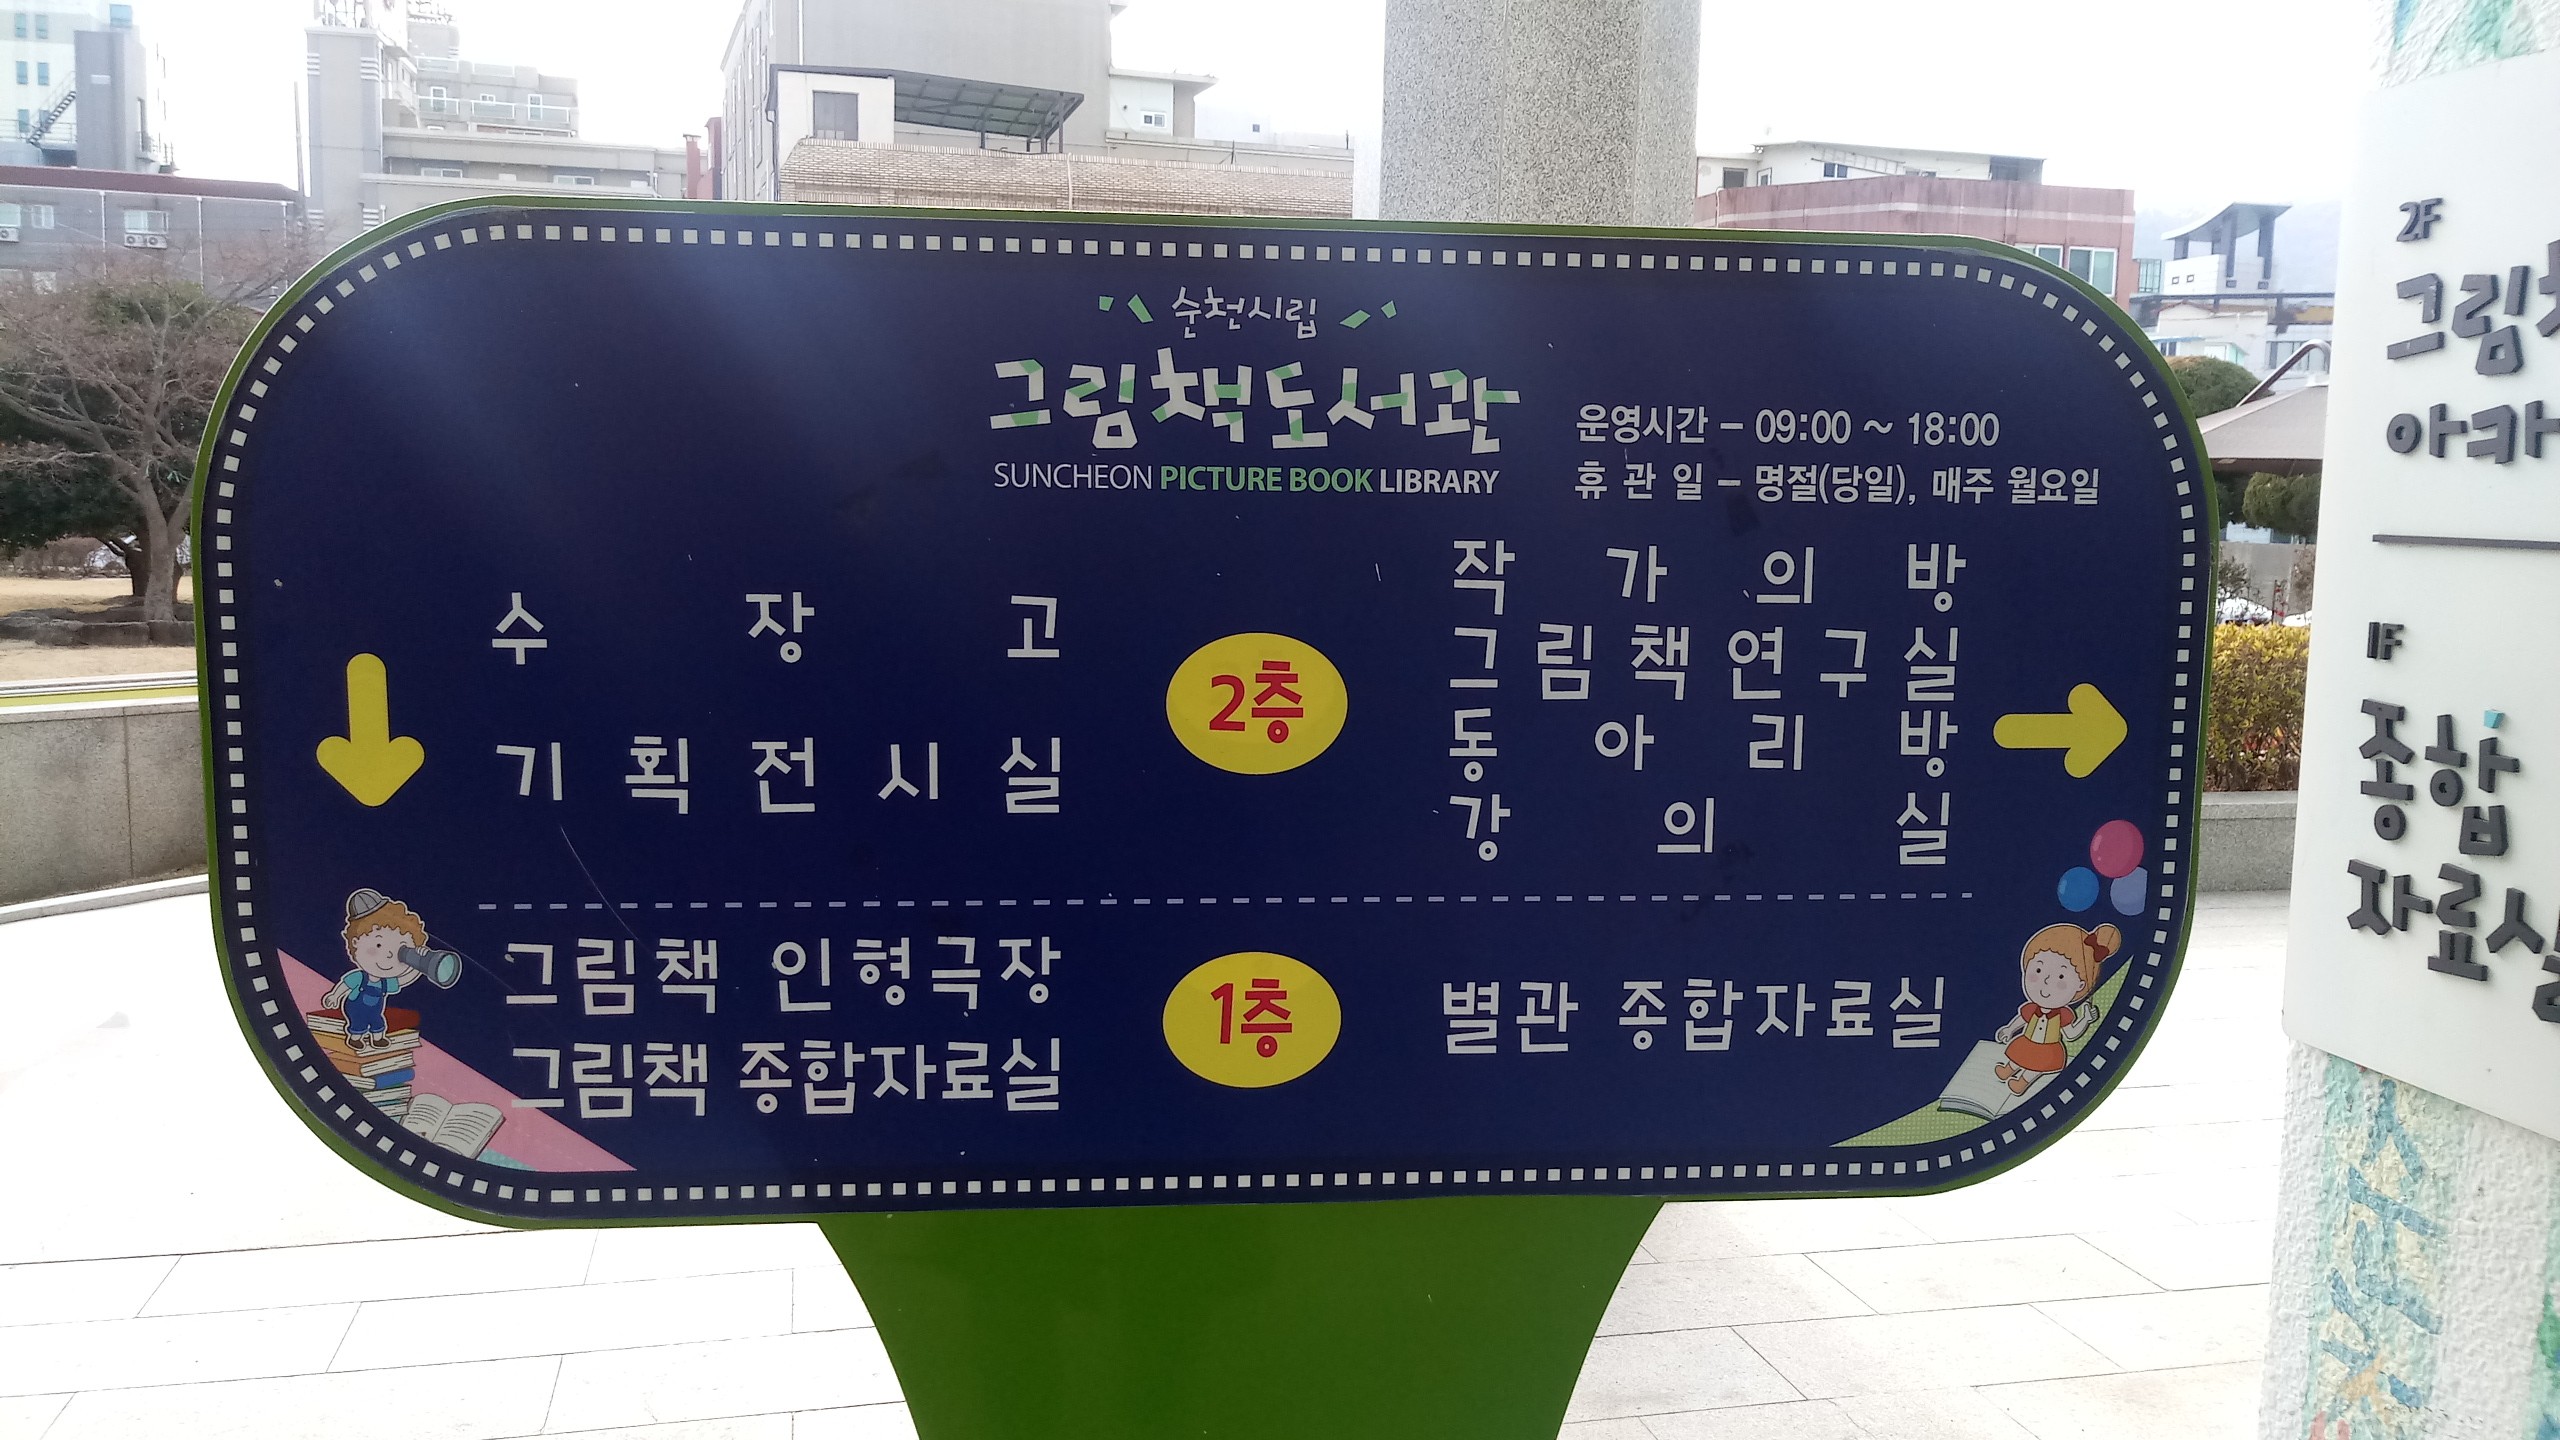 순천시립
그림책도서관
SUNCHEON PICTURE BOOK LIBRARY
운영시간 - 09:00 ~ 18:00
휴 관 일 - 명절(당일), 매주 월요일
수 장 고
기 획 전 시 실
2층
작 가 의 방
그 림 책 연 구 실
동 아 리 방
강 의 실
그림책 인형극장
그림책 종합자료실
1층
별관 종합자료실
2F
그림
아카
1F
종합
자료실